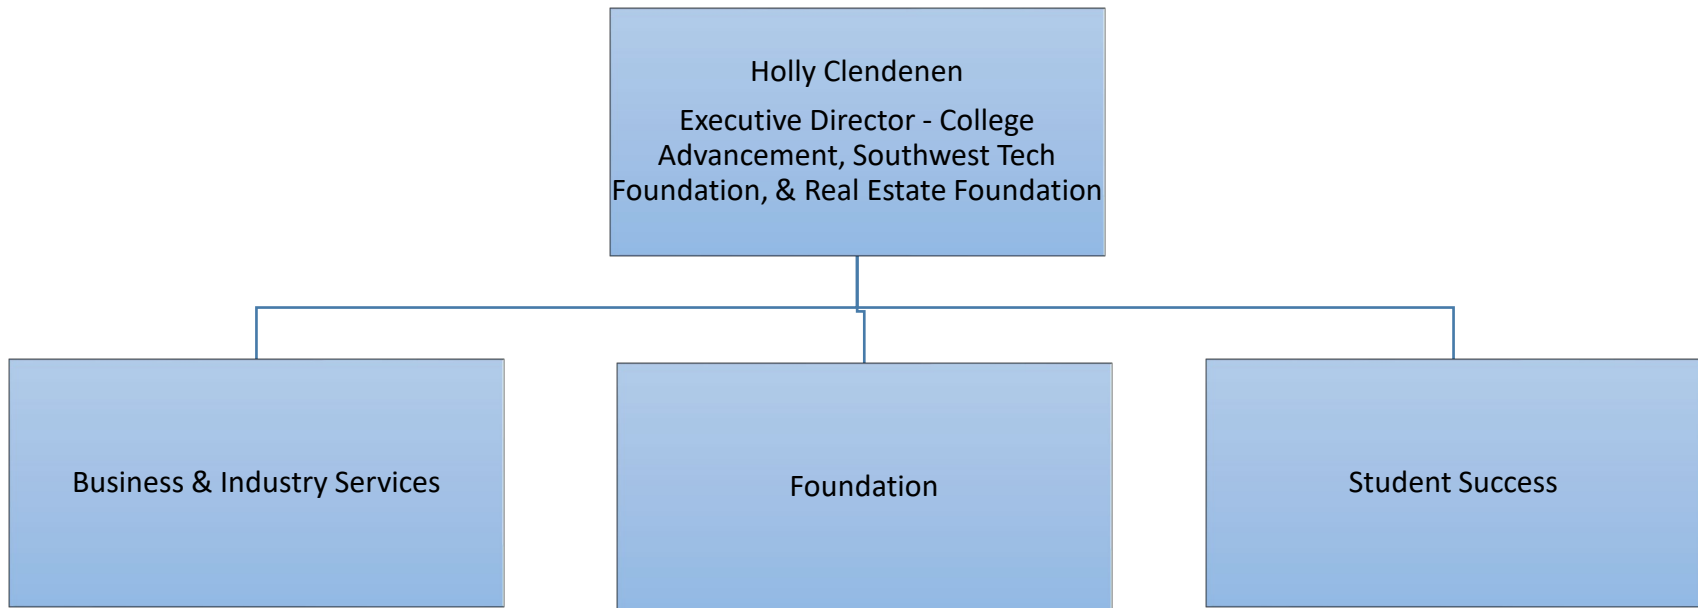 Holly Clendenen
Executive Director - College
Advancement, Southwest Tech
Foundation, & Real Estate Foundation
Business & Industry Services
Foundation
Student Success